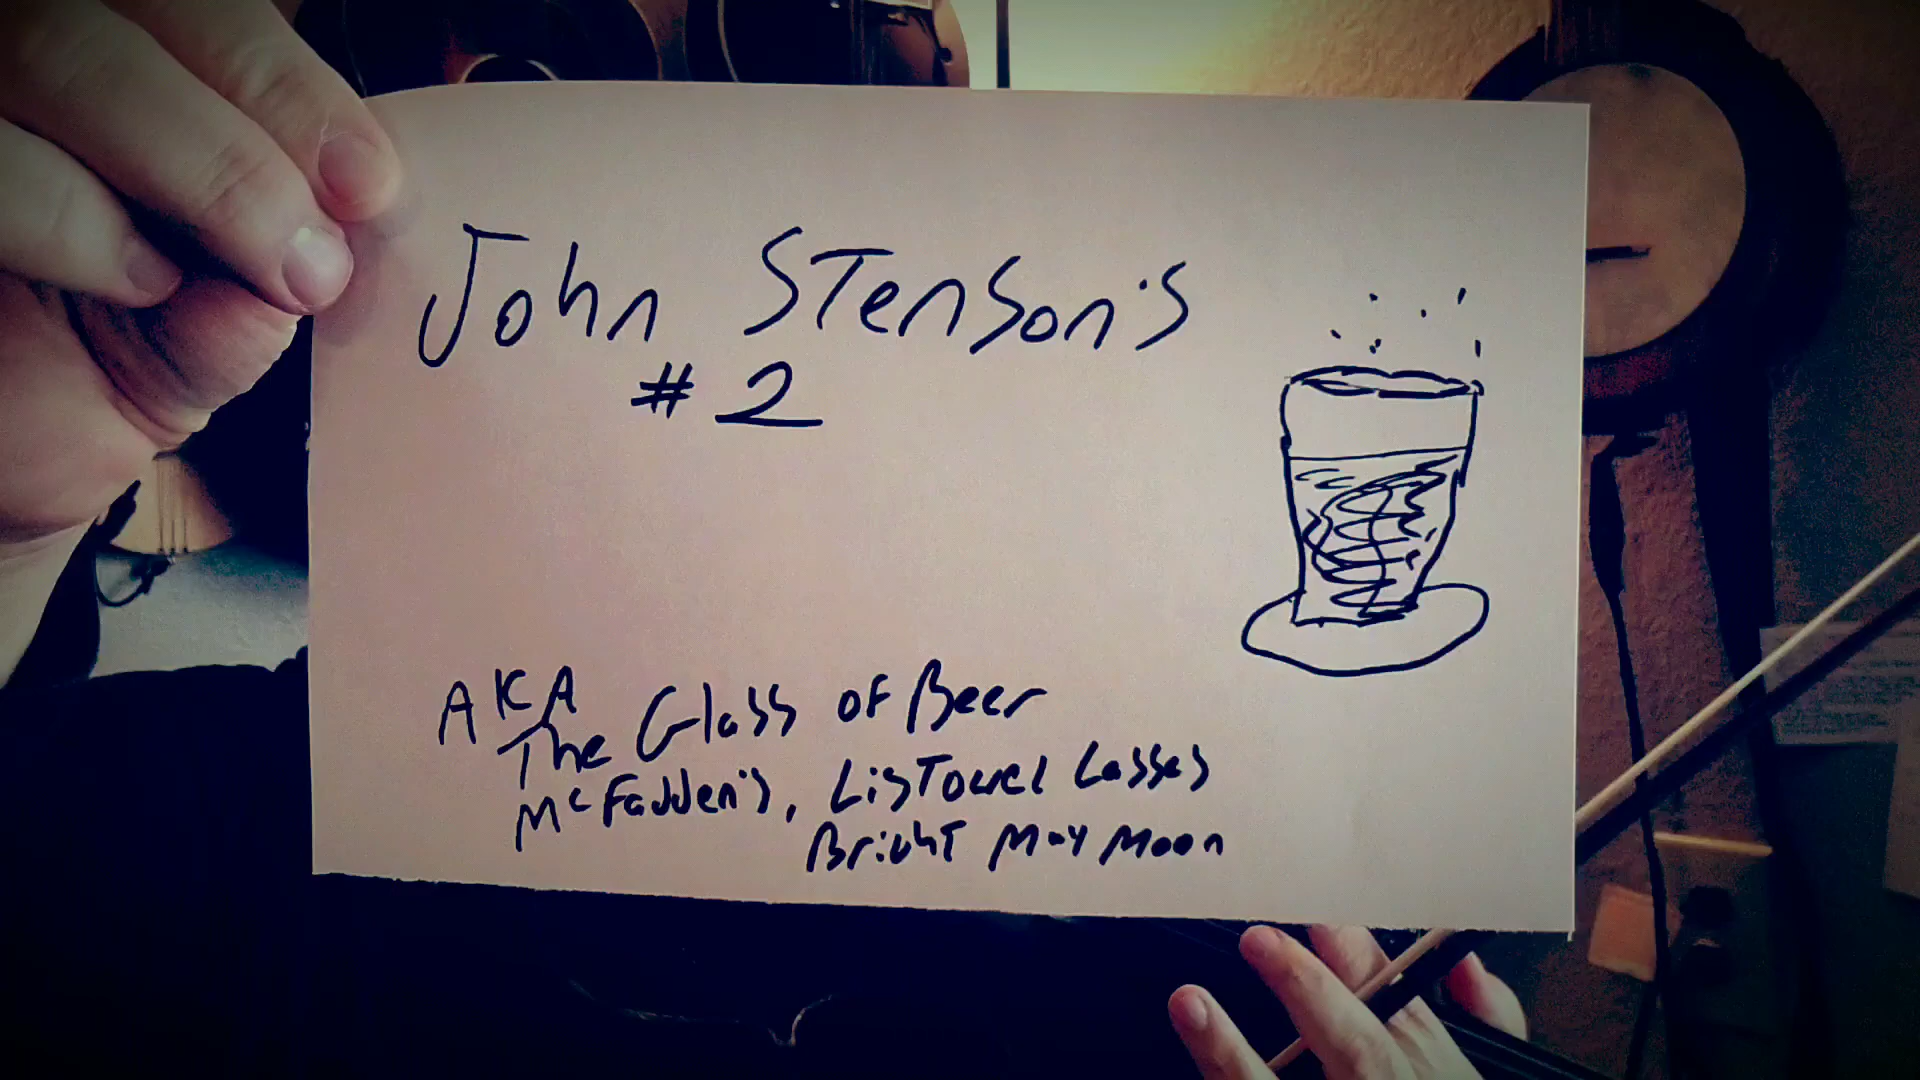 John Stenson's
#2
AKA
The Glass of Beer
McFadden's, Listowel Lasses
Bright May Moon